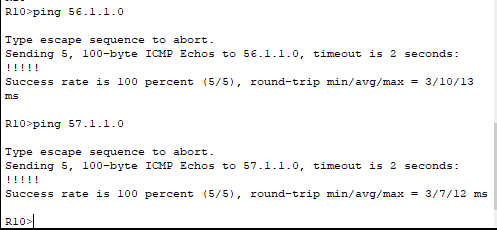 R10>ping 56.1.1.0
Type escape sequence to abort.
Sending 5, 100-byte ICMP Echos to 56.1.1.0, timeout is 2 seconds:
!!!!!
Success rate is 100 percent (5/5), round-trip min/avg/max = 3/10/13
ms
R10>ping 57.1.1.0
Type escape sequence to abort.
Sending 5, 100-byte ICMP Echos to 57.1.1.0, timeout is 2 seconds:
!!!!!
Success rate is 100 percent (5/5), round-trip min/avg/max = 3/7/12 ms
R10>